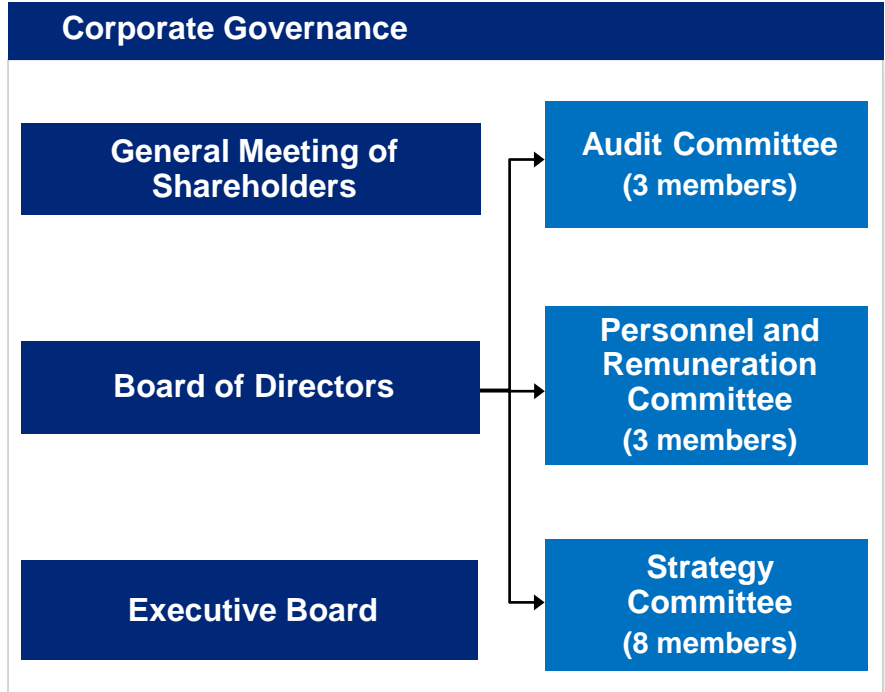 Corporate Governance
General Meeting of
Shareholders
Audit Committee
(3 members)
Board of Directors
Personnel and
Remuneration
Committee
(3 members)
Executive Board
Strategy
Committee
(8 members)